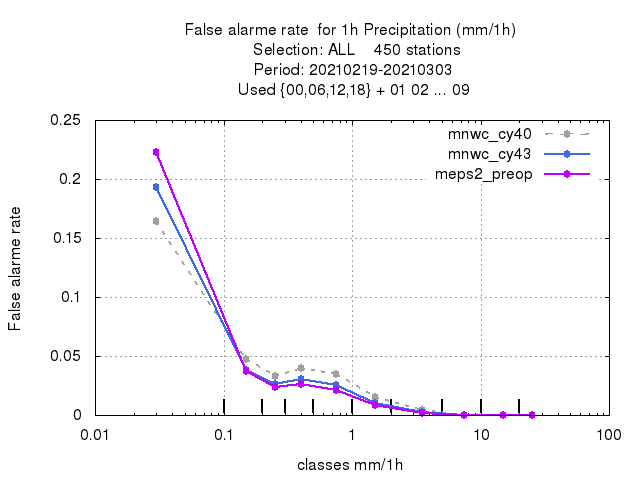 False alarme rate  for 1h Precipitation (mm/1h)
Selection: ALL    450 stations
Period: 20210219-20210303
Used {00,06,12,18} + 01 02 ... 09
mnwc_cy40
mnwc_cy43
meps2_preop
False alarme rate
0.25
0.2
0.15
0.1
0.05
0
0.01 0.1 1 10 100
classes mm/1h